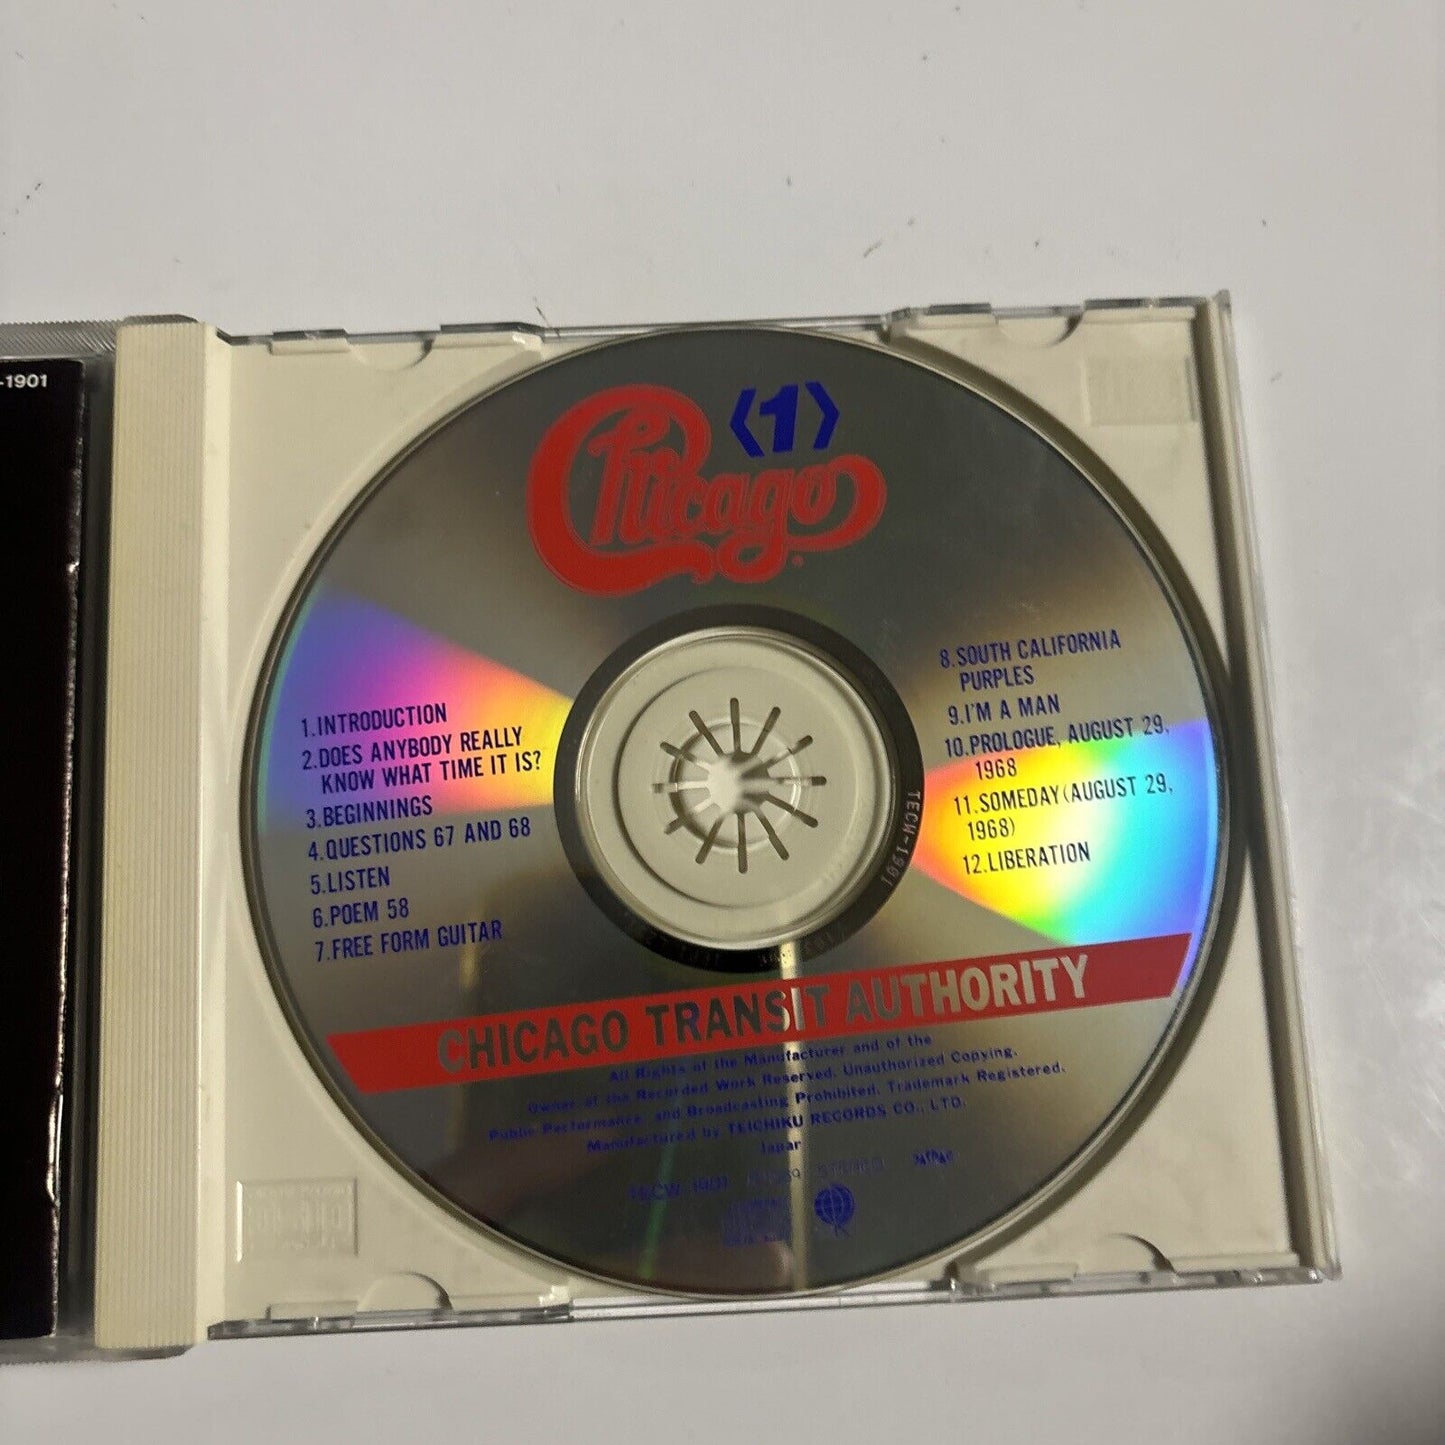 -1901
⟨1⟩
Chicago
1.INTRODUCTION
2.DOES ANYBODY REALLY
KNOW WHAT TIME IT IS?
3.BEGINNINGS
4.QUESTIONS 67 AND 68
5.LISTEN
6.POEM 58
7.FREE FORM GUITAR
8.SOUTH CALIFORNIA
PURPLES
9.I'M A MAN
10.PROLOGUE, AUGUST 29,
1968
11.SOMEDAY(AUGUST 29,
1968)
12.LIBERATION
TECW-1901
CHICAGO TRANSIT AUTHORITY
All Rights of the Manufacturer and of the
Owner of the Recorded Work Reserved. Unauthorized Copying,
Public Performance and Broadcasting Prohibited. Trademark Registered.
Manufactured by TEICHIKU RECORDS CO., LTD.
Japan
TECW-1901 STEREO